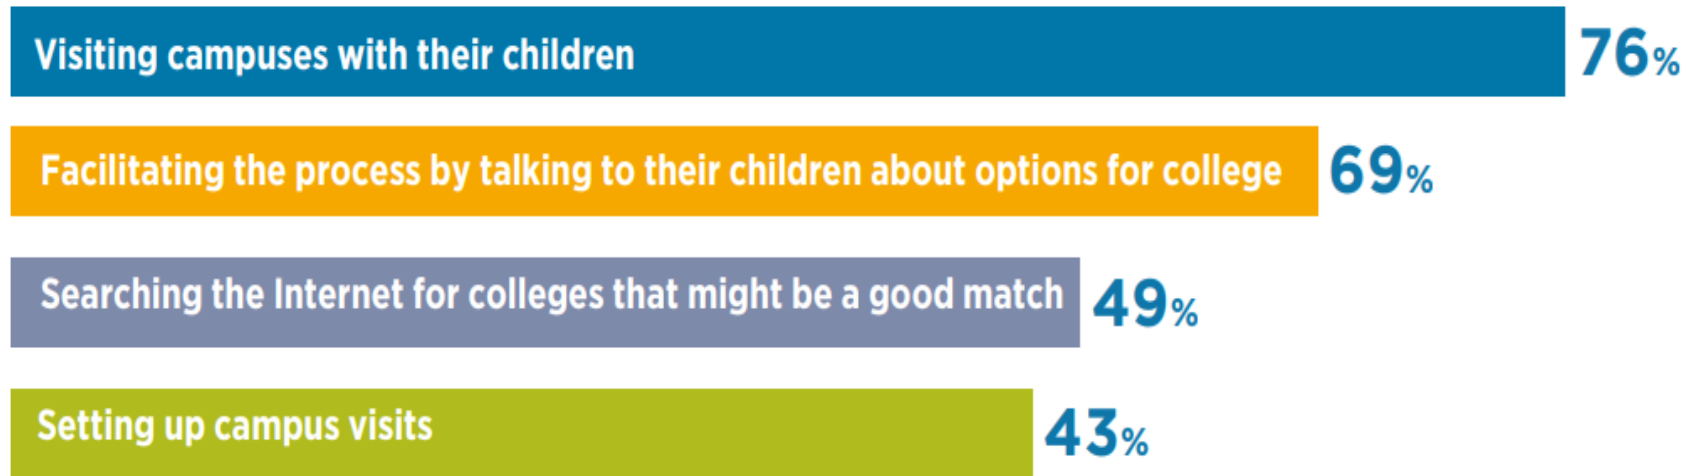 Visiting campuses with their children 76%
Facilitating the process by talking to their children about options for college 69%
Searching the Internet for colleges that might be a good match 49%
Setting up campus visits 43%